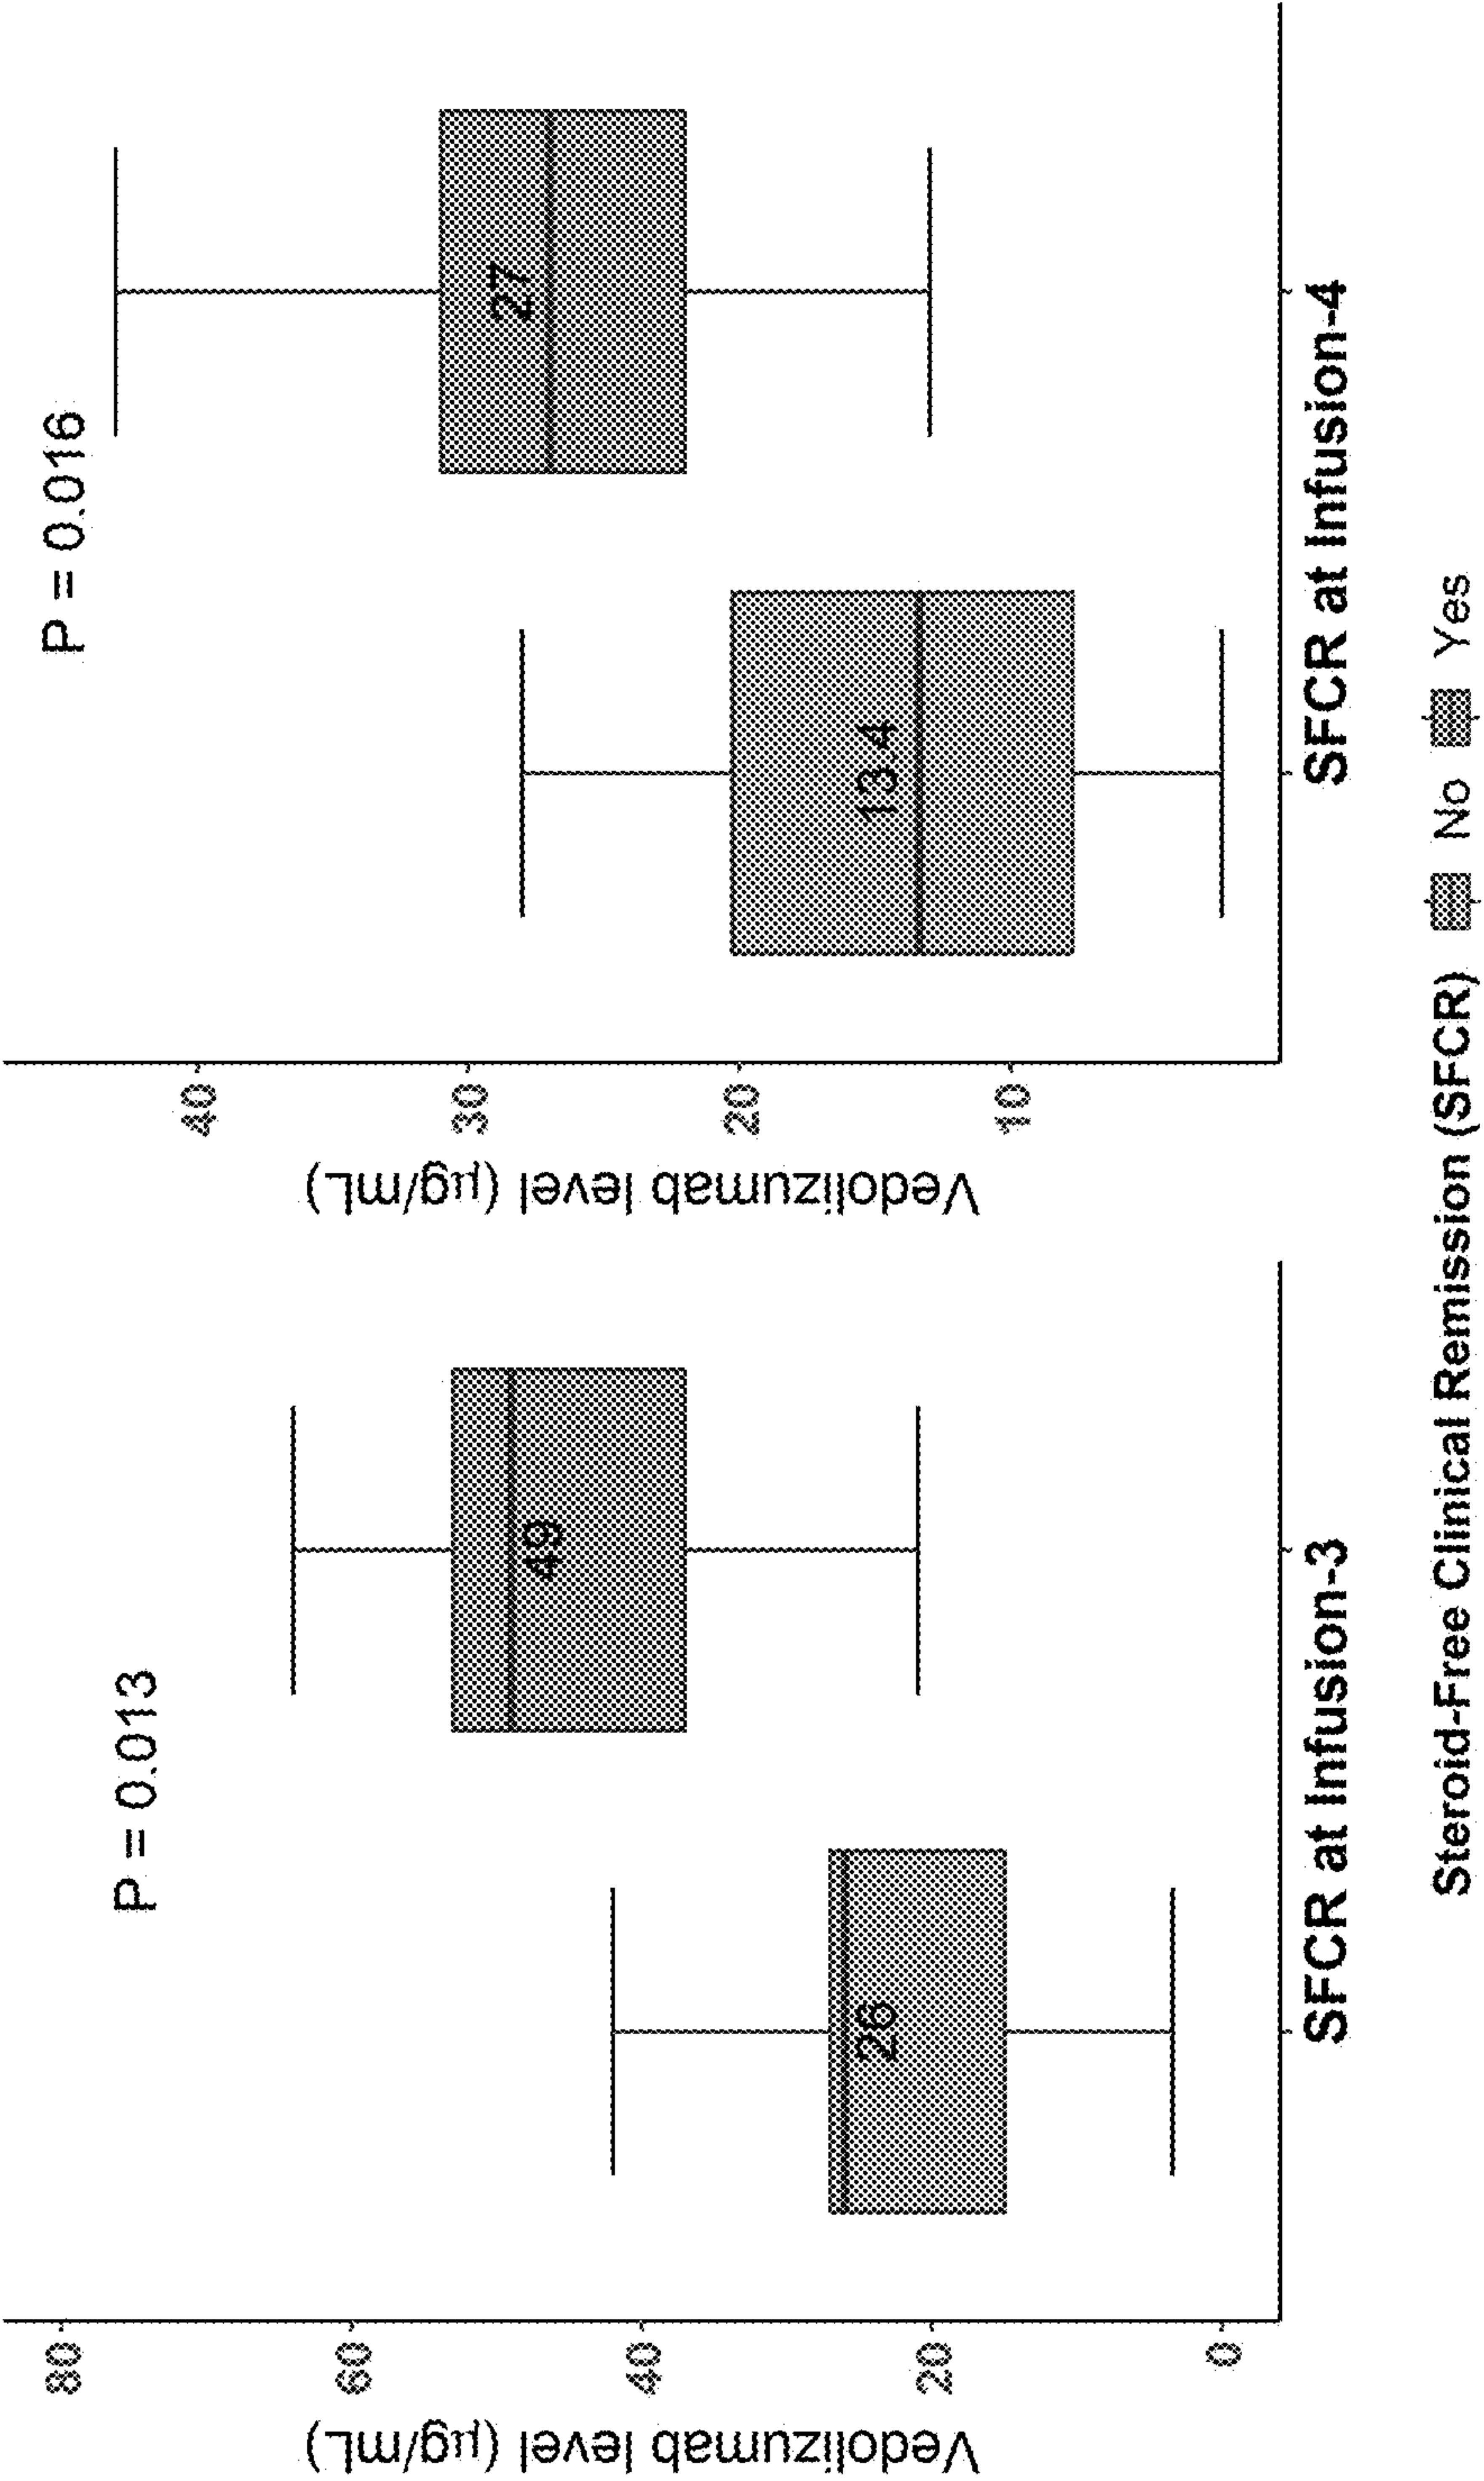 P = 0.013
Vedolizumab level (µg/mL)
80
60
40
20
0
49
26
SFCR at Infusion-3
P = 0.016
Vedolizumab level (µg/mL)
40
30
20
10
27
13.4
SFCR at Infusion-4
Steroid-Free Clinical Remission (SFCR) No Yes